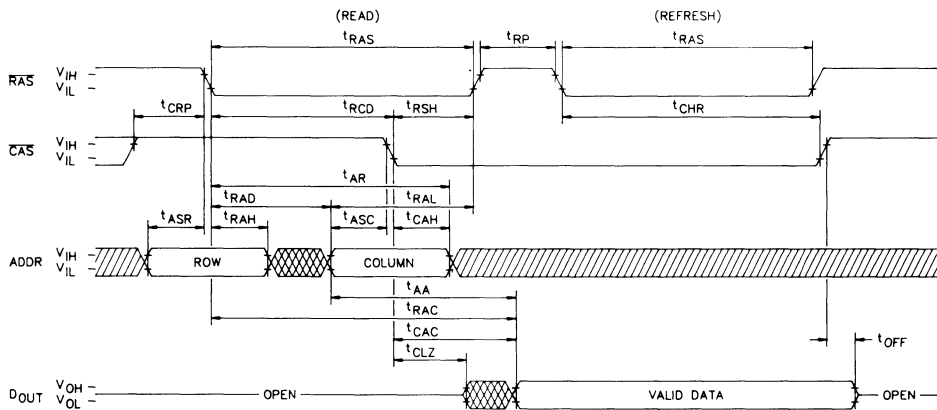 (READ) (REFRESH)
tRAS tRP tRAS
RAS VIH
VIL
tCRP tRCD tRSH tCHR
CAS VIH
VIL
tAR
tRAD tRAL
tASR tRAH tASC tCAH
ADDR VIH
VIL
ROW COLUMN
tAA
tRAC
tCAC
tCLZ tOFF
DOUT VOH
VOL
OPEN VALID DATA OPEN